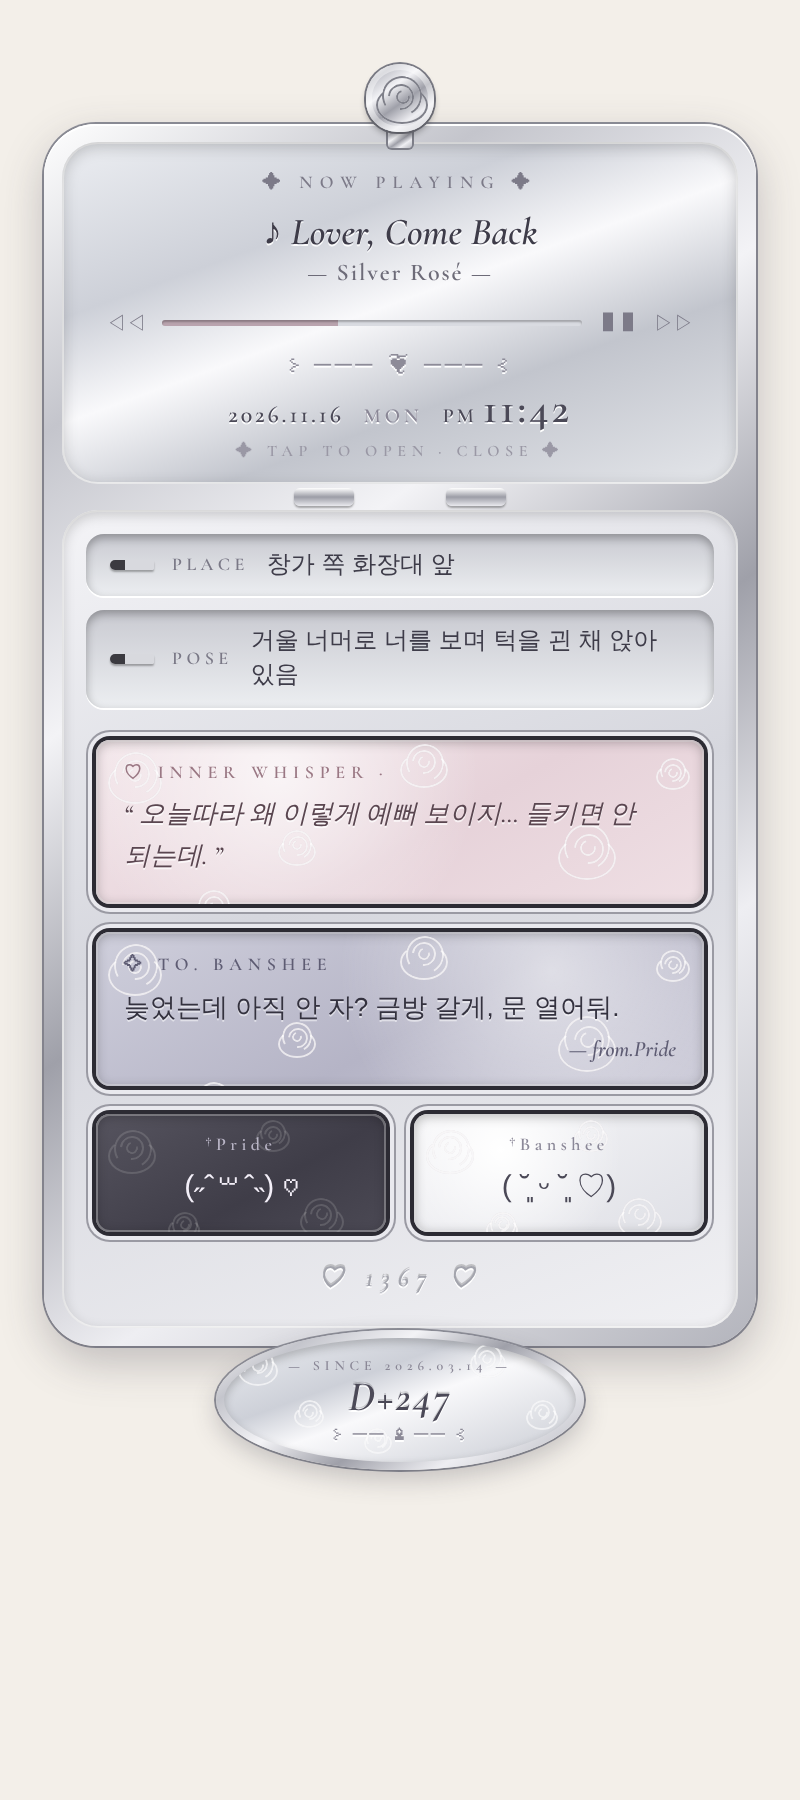 NOW PLAYING
♪ Lover, Come Back
— Silver Rosé —
2026.11.16 MON PM 11:42
TAP TO OPEN · CLOSE
PLACE 창가 쪽 화장대 앞
POSE 거울 너머로 너를 보며 턱을 괸 채 앉아
있음
♡ INNER WHISPER ·
“ 오늘따라 왜 이렇게 예뻐 보이지... 들키면 안
되는데. ”
TO. BANSHEE
늦었는데 아직 안 자? 금방 갈게, 문 열어둬.
— from.Pride
†Pride
(˶ˆ꒳ˆ˵) ♡
†Banshee
( ˘͈ ᵕ ˘͈ ♡)
♡ 1367 ♡
— SINCE 2026.03.14 —
D+247